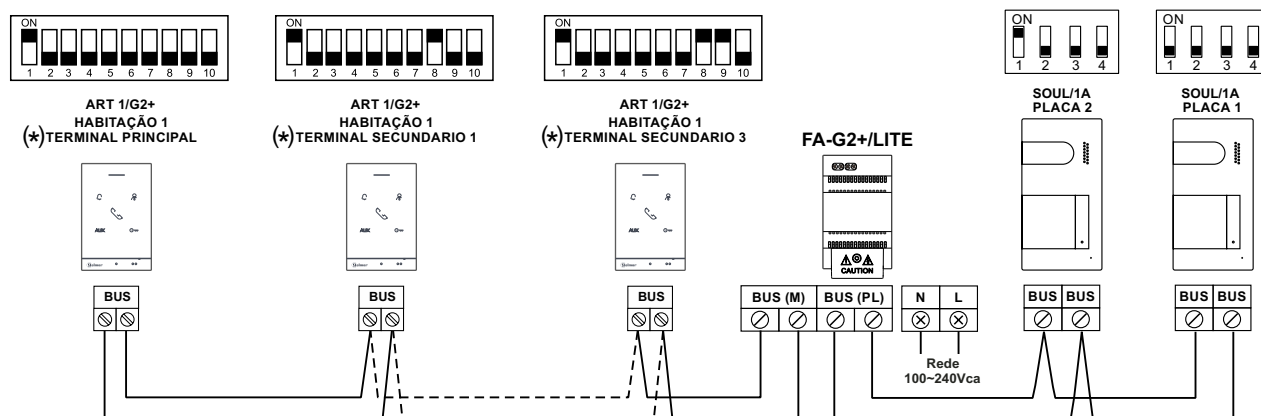 ON
1 2 3 4 5 6 7 8 9 10
ON
1 2 3 4 5 6 7 8 9 10
ON
1 2 3 4 5 6 7 8 9 10
ON
1 2 3 4
ON
1 2 3 4
ART 1/G2+
HABITAÇÃO 1
(*)TERMINAL PRINCIPAL
ART 1/G2+
HABITAÇÃO 1
(*)TERMINAL SECUNDARIO 1
ART 1/G2+
HABITAÇÃO 1
(*)TERMINAL SECUNDARIO 3
FA-G2+/LITE
SOUL/1A
PLACA 2
SOUL/1A
PLACA 1
AUX
AUX
AUX
CAUTION
BUS
BUS
BUS
BUS (M) BUS (PL) N L
BUS BUS
BUS BUS
Rede
100~240Vca